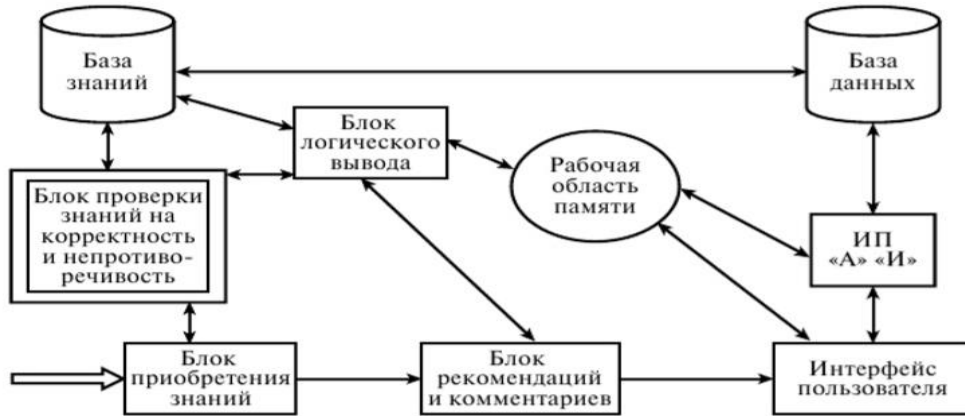 База
знаний
База
данных
Блок
логического
вывода
Рабочая
область
памяти
Блок проверки
знаний на
корректность
и непротиво-
речивость
ИП
«А» «И»
Блок
приобретения
знаний
Блок
рекомендаций
и комментариев
Интерфейс
пользователя